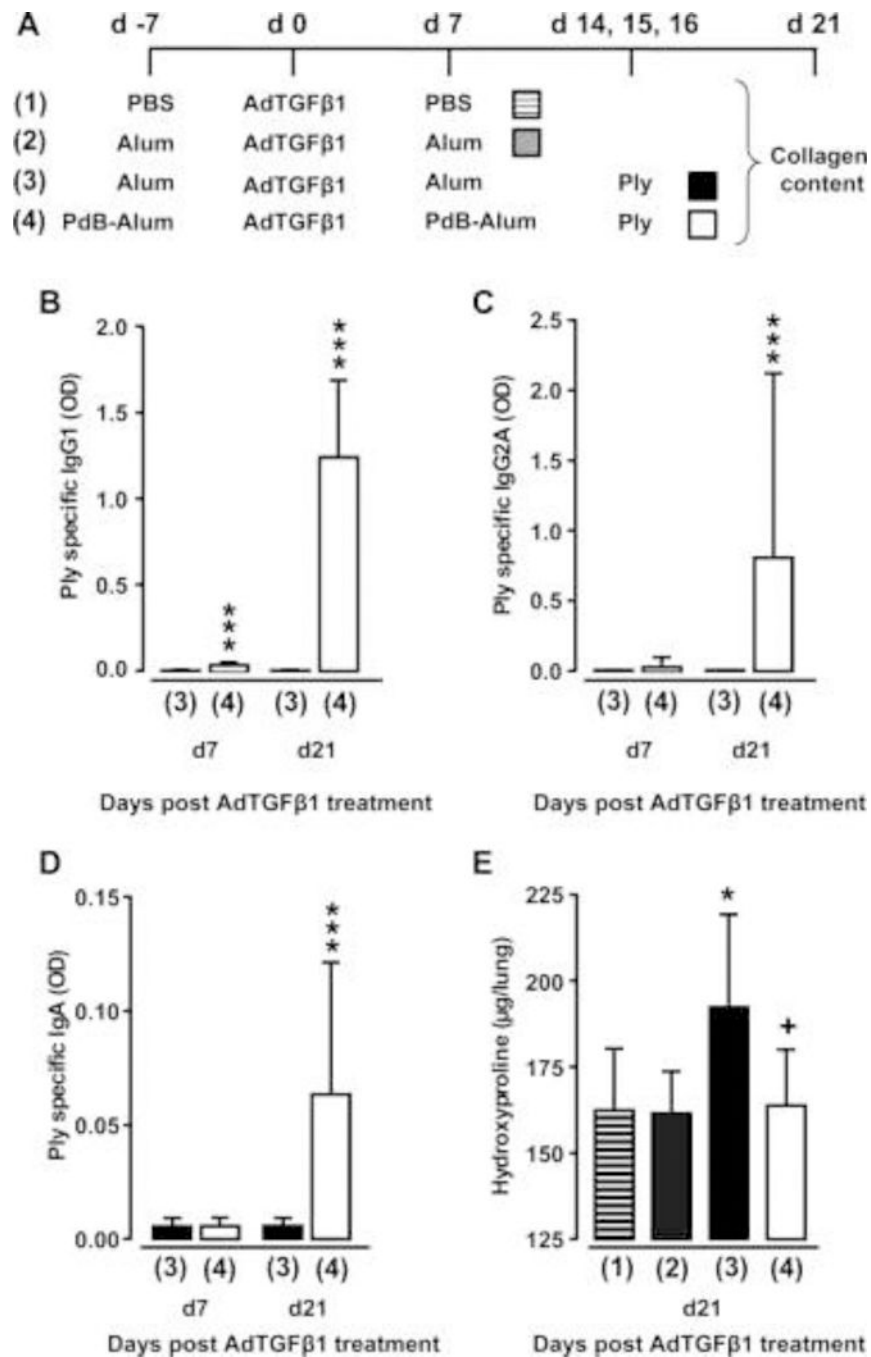 A
d -7 d 0 d 7 d 14, 15, 16 d 21
(1) PBS AdTGFβ1 PBS
(2) Alum AdTGFβ1 Alum
(3) Alum AdTGFβ1 Alum Ply
(4) PdB-Alum AdTGFβ1 PdB-Alum Ply
Collagen
content
B
Ply specific IgG1 (OD)
2.0
1.5
1.0
0.5
0.0
***
***
(3) (4) (3) (4)
d7 d21
Days post AdTGFβ1 treatment
C
Ply specific IgG2A (OD)
2.5
2.0
1.5
1.0
0.5
0.0
***
(3) (4) (3) (4)
d7 d21
Days post AdTGFβ1 treatment
D
Ply specific IgA (OD)
0.15
0.10
0.05
0.00
***
(3) (4) (3) (4)
d7 d21
Days post AdTGFβ1 treatment
E
Hydroxyproline (µg/lung)
225
200
175
150
125
*
+
(1) (2) (3) (4)
d21
Days post AdTGFβ1 treatment